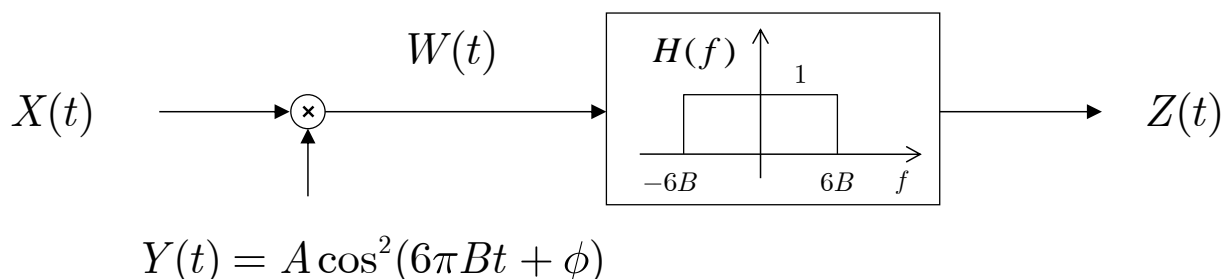 W(t)
H(f)
1
X(t)
×
Z(t)
−6B
6B
f
Y(t) = A cos²(6πBt + ϕ)